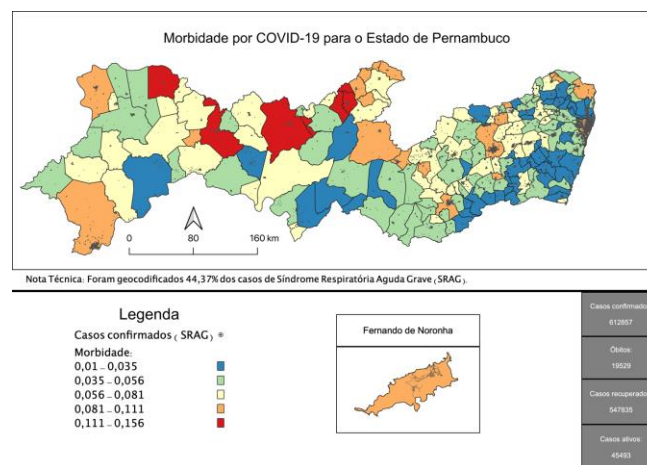 Morbidade por COVID-19 para o Estado de Pernambuco
0 80 160 km
Nota Técnica: Foram geocodificados 44,37% dos casos de Síndrome Respiratória Aguda Grave (SRAG).
Legenda
Casos confirmados ( SRAG )
Morbidade:
0,01 – 0,035
0,035 – 0,056
0,056 – 0,081
0,081 – 0,111
0,111 – 0,156
Fernando de Noronha
Casos confirmado
612857
Óbitos:
19529
Casos recuperado
547835
Casos ativos:
45493